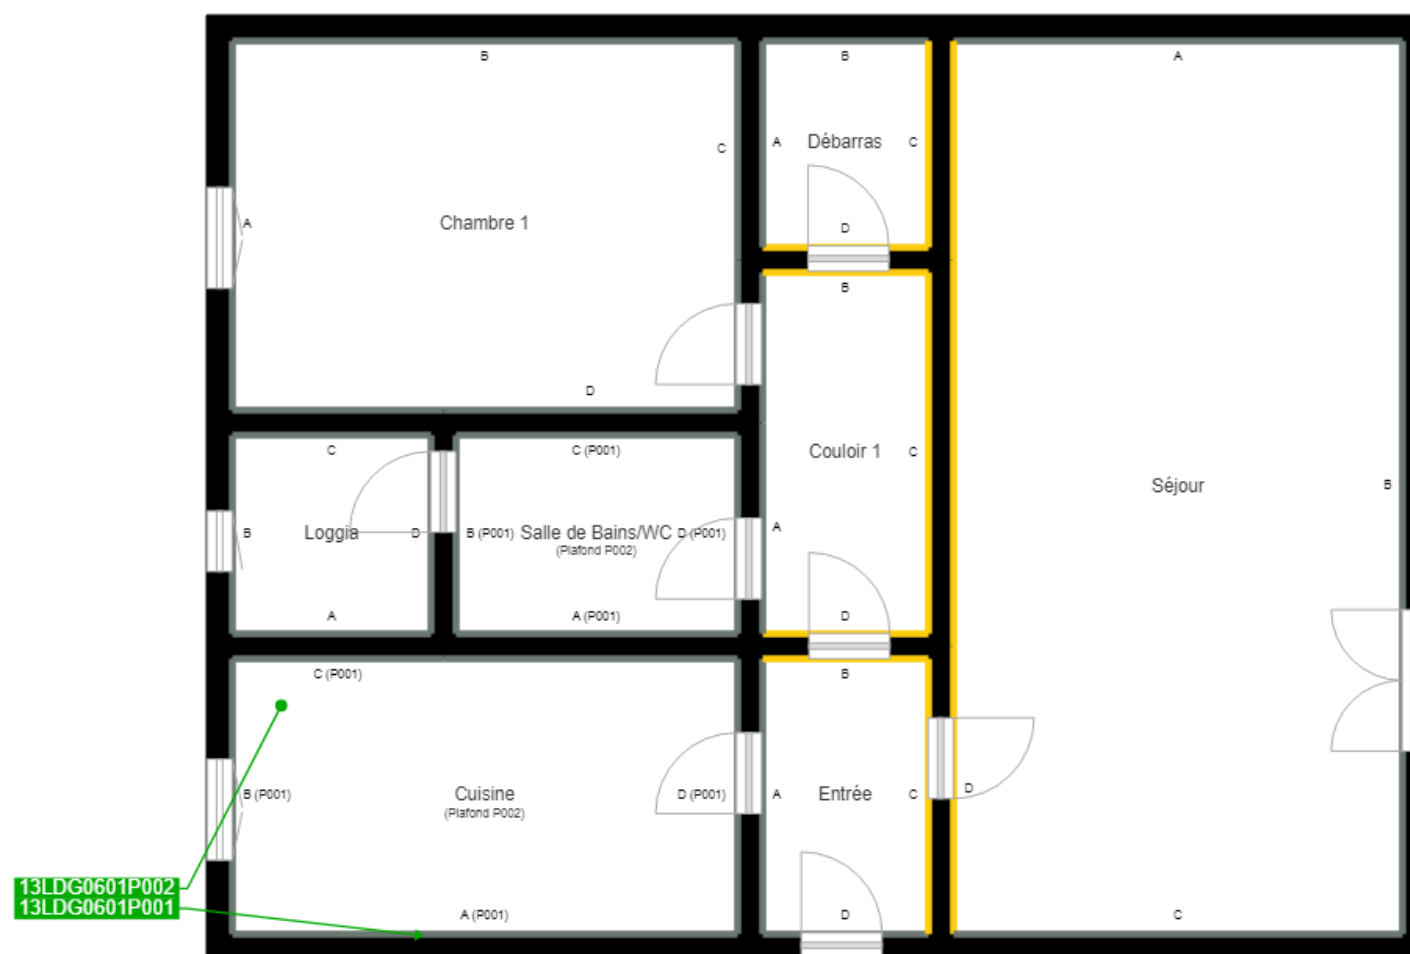 B
B
A
C
Débarras
A
C
Chambre 1
A
D
B
D
C (P001)
C
Couloir 1
C
Séjour
B
B
Loggia
D
B (P001)
Salle de Bains/WC
D (P001)
(Plafond P002)
A
A
A (P001)
D
C (P001)
B
B (P001)
Cuisine
(Plafond P002)
D (P001)
A
Entrée
C
D
13LDG0601P002
13LDG0601P001
A (P001)
D
C